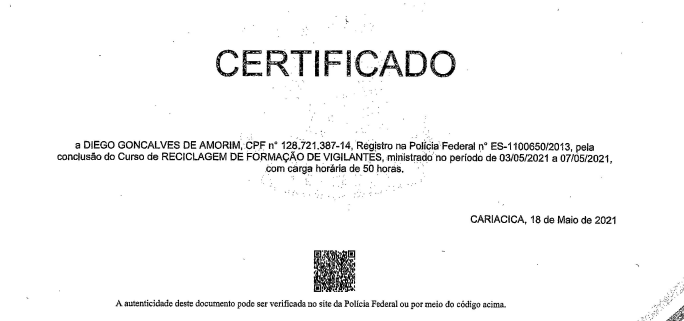 CERTIFICADO
a DIEGO GONCALVES DE AMORIM, CPF n° 128.721.387-14, Registro na Polícia Federal n° ES-1100650/2013, pela
conclusão do Curso de RECICLAGEM DE FORMAÇÃO DE VIGILANTES, ministrado no período de 03/05/2021 a 07/05/2021,
com carga horária de 50 horas.
CARIACICA, 18 de Maio de 2021
A autenticidade deste documento pode ser verificada no site da Polícia Federal ou por meio do código acima.